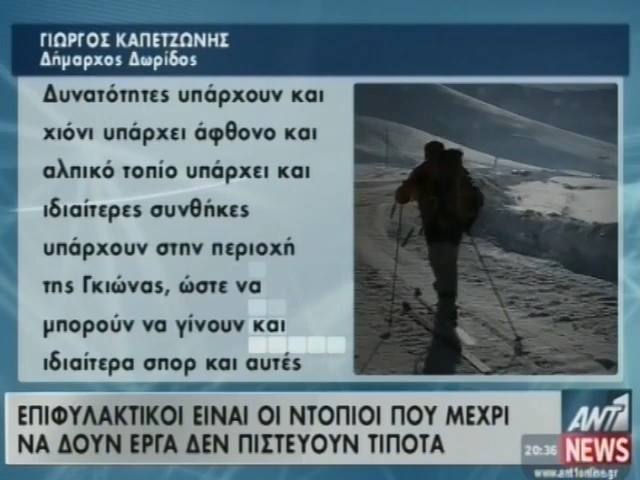 ΓΙΩΡΓΟΣ ΚΑΠΕΤΖΩΝΗΣ
Δήμαρχος Δωρίδος
Δυνατότητες υπάρχουν και
χιόνι υπάρχει άφθονο και
αλπικό τοπίο υπάρχει και
ιδιαίτερες συνθήκες
υπάρχουν στην περιοχή
της Γκιώνας, ώστε να
μπορούν να γίνουν και
ιδιαίτερα σπορ και αυτές
ΕΠΙΦΥΛΑΚΤΙΚΟΙ ΕΙΝΑΙ ΟΙ ΝΤΟΠΙΟΙ ΠΟΥ ΜΕΧΡΙ
ΝΑ ΔΟΥΝ ΕΡΓΑ ΔΕΝ ΠΙΣΤΕΥΟΥΝ ΤΙΠΟΤΑ
ANT1
20:36 NEWS
www.ant1online.gr